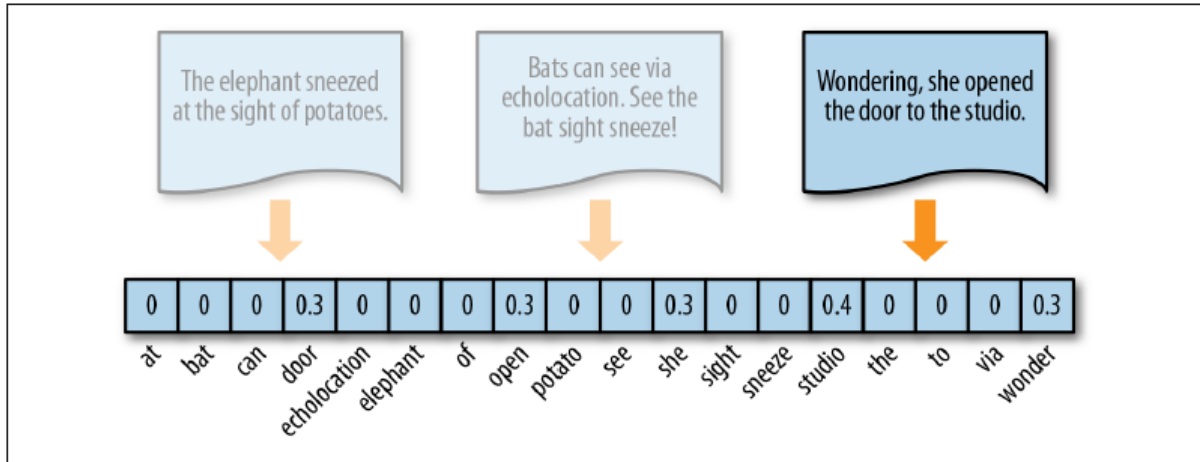 The elephant sneezed
at the sight of potatoes.
Bats can see via
echolocation. See the
bat sight sneeze!
Wondering, she opened
the door to the studio.
0 0 0 0.3 0 0 0 0.3 0 0 0.3 0 0 0.4 0 0 0 0.3
at bat can door echolocation elephant of open potato see she sight sneeze studio the to via wonder